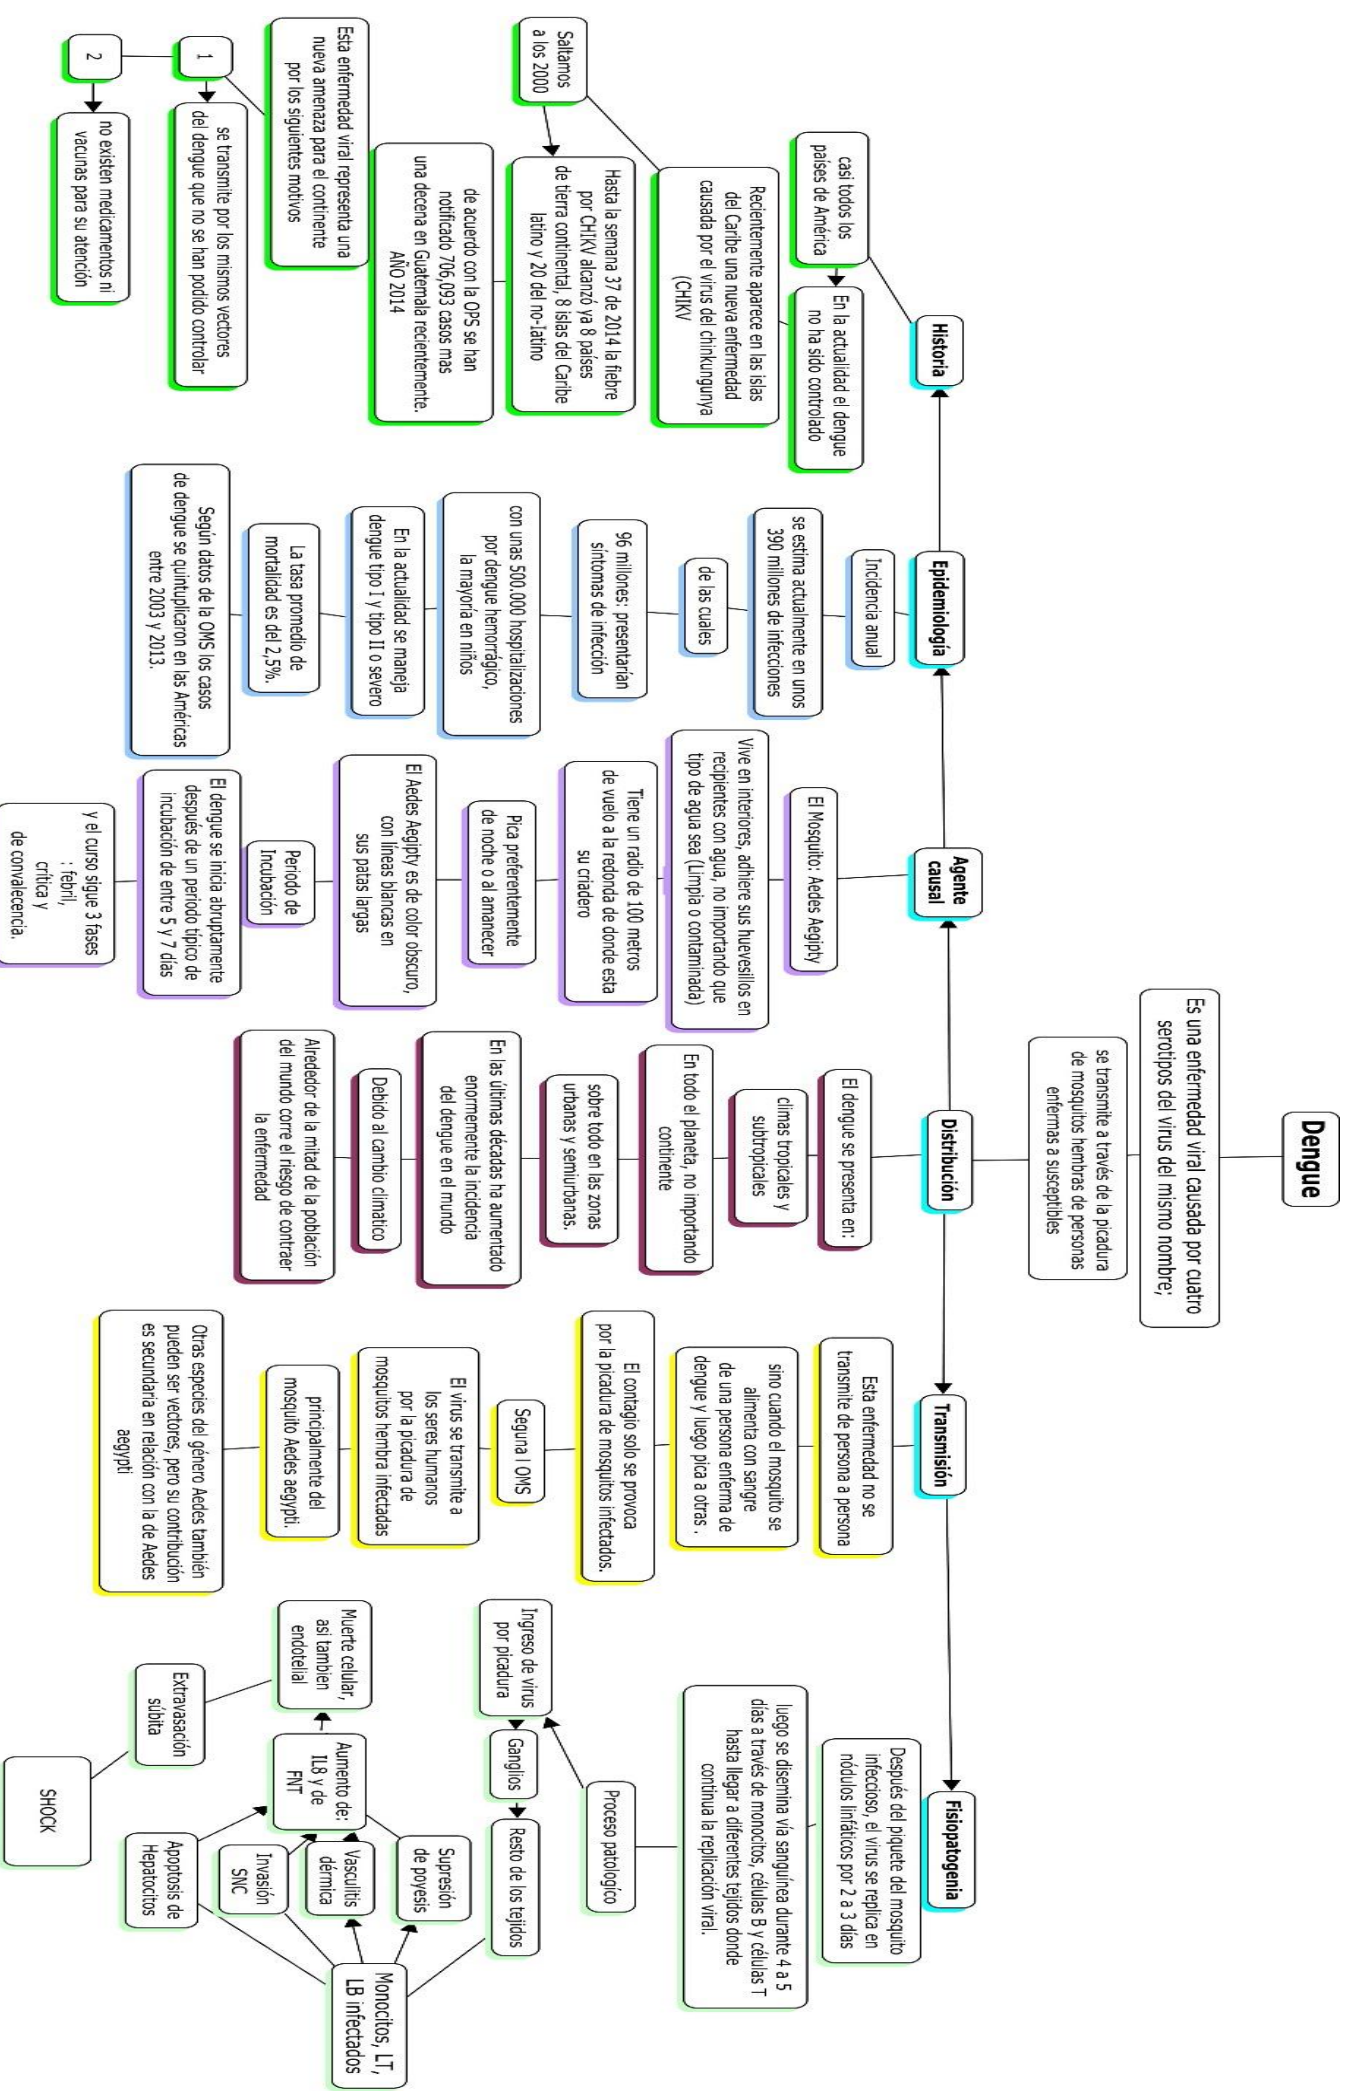 Dengue
Es una enfermedad viral causada por cuatro
serotipos del virus del mismo nombre;
se transmite a través de la picadura
de mosquitos hembras de personas
enfermas a susceptibles
Historia
casi todos los
países de América
En la actualidad el dengue
no ha sido controlado
Recientemente aparece en las islas
del Caribe una nueva enfermedad
causada por el virus del chinkungunya
(CHIKV
Saltamos
a los 2000
Hasta la semana 37 de 2014 la fiebre
por CHIKV alcanzó ya 8 países
de tierra continental, 8 islas del Caribe
latino y 20 del no-latino
de acuerdo con la OPS se han
notificado 706,093 casos mas
una decena en Guatemala recientemente.
AÑO 2014
Esta enfermedad viral representa una
nueva amenaza para el continente
por los siguientes motivos
1
se transmite por los mismos vectores
del dengue que no se han podido controlar
2
no existen medicamentos ni
vacunas para su atención
Epidemiología
Incidencia anual
se estima actualmente en unos
390 millones de infecciones
de las cuales
96 millones: presentarían
síntomas de infección
con unas 500.000 hospitalizaciones
por dengue hemorrágico,
la mayoría en niños
En la actualidad se maneja
dengue tipo I y tipo II o severo
La tasa promedio de
mortalidad es del 2,5%.
Según datos de la OMS los casos
de dengue se quintuplicaron en las Américas
entre 2003 y 2013.
Agente
causal
El Mosquito: Aedes Aegipty
Vive en interiores, adhiere sus huevesillos en
recipientes con agua, no importando que
tipo de agua sea (Limpia o contaminada)
Tiene un radio de 100 metros
de vuelo a la redonda de donde esta
su criadero
Pica preferentemente
de noche o al amanecer
El Aedes Aegipty es de color obscuro,
con líneas blancas en
sus patas largas
Periodo de
Incubación
El dengue se inicia abruptamente
después de un periodo típico de
incubación de entre 5 y 7 días
y el curso sigue 3 fases
: febril,
crítica y
de convalecencia.
Distribución
El dengue se presenta en:
climas tropicales y
subtropicales
En todo el planeta, no importando
continente
sobre todo en las zonas
urbanas y semiurbanas.
En las últimas décadas ha aumentado
enormemente la incidencia
del dengue en el mundo
Debido al cambio climatico
Alrededor de la mitad de la población
del mundo corre el riesgo de contraer
la enfermedad
Transmisión
Esta enfermedad no se
transmite de persona a persona
sino cuando el mosquito se
alimenta con sangre
de una persona enferma de
dengue y luego pica a otras .
El contagio solo se provoca
por la picadura de mosquitos infectados.
Seguna l OMS
El virus se transmite a
los seres humanos
por la picadura de
mosquitos hembra infectadas
principalmente del
mosquito Aedes aegypti.
Otras especies del género Aedes también
pueden ser vectores, pero su contribución
es secundaria en relación con la de Aedes
aegypti
Fisiopatogenia
Después del piquete del mosquito
infeccioso, el virus se replica en
nódulos linfáticos por 2 a 3 días
luego se disemina vía sanguínea durante 4 a 5
días a través de monocitos, células B y células T
hasta llegar a diferentes tejidos donde
continua la replicación viral.
Proceso patologíco
Ingreso de virus
por picadura
Ganglios
Resto de los tejidos
Monocitos, LT,
LB infectados
Supresión
de poyesis
Vasculitis
dérmica
Invasión
SNC
Apoptosis de
Hepatocitos
Aumento de:
IL8 y de
FNT
Muerte celular,
asi tambien
endotelial
Extravasación
súbita
SHOCK